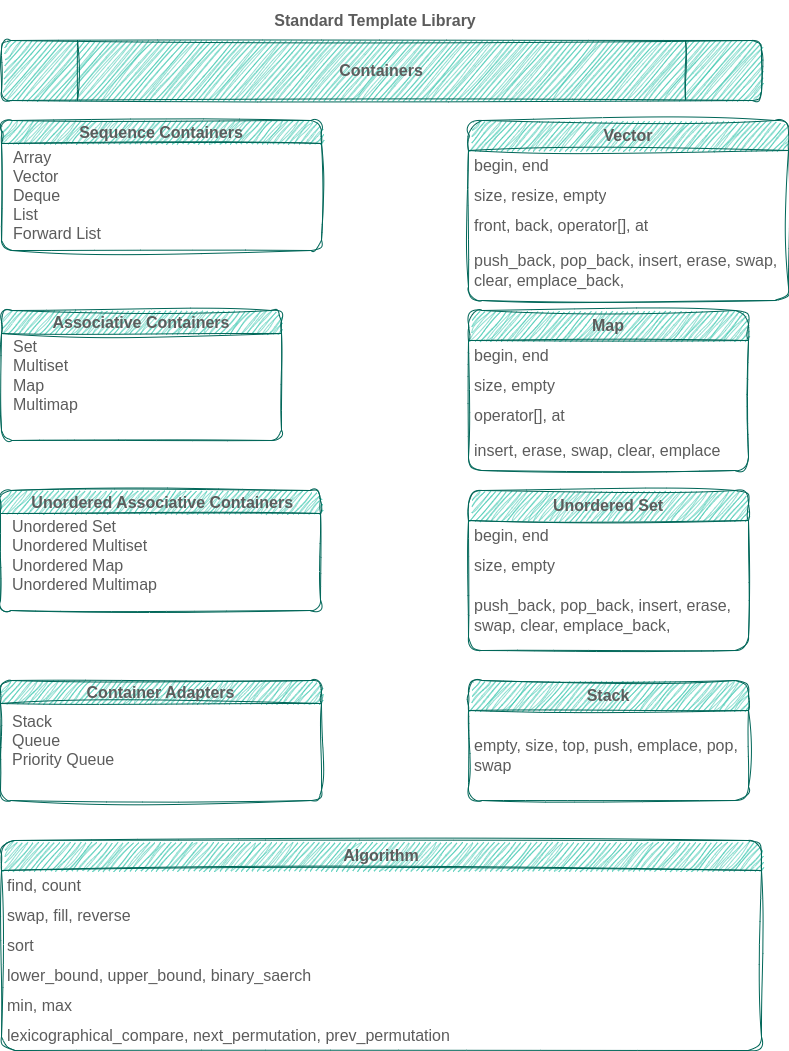 Standard Template Library
Containers
Sequence Containers
Array
Vector
Deque
List
Forward List
Vector
begin, end
size, resize, empty
front, back, operator[], at
push_back, pop_back, insert, erase, swap,
clear, emplace_back,
Associative Containers
Set
Multiset
Map
Multimap
Map
begin, end
size, empty
operator[], at
insert, erase, swap, clear, emplace
Unordered Associative Containers
Unordered Set
Unordered Multiset
Unordered Map
Unordered Multimap
Unordered Set
begin, end
size, empty
push_back, pop_back, insert, erase,
swap, clear, emplace_back,
Container Adapters
Stack
Queue
Priority Queue
Stack
empty, size, top, push, emplace, pop,
swap
Algorithm
find, count
swap, fill, reverse
sort
lower_bound, upper_bound, binary_saerch
min, max
lexicographical_compare, next_permutation, prev_permutation